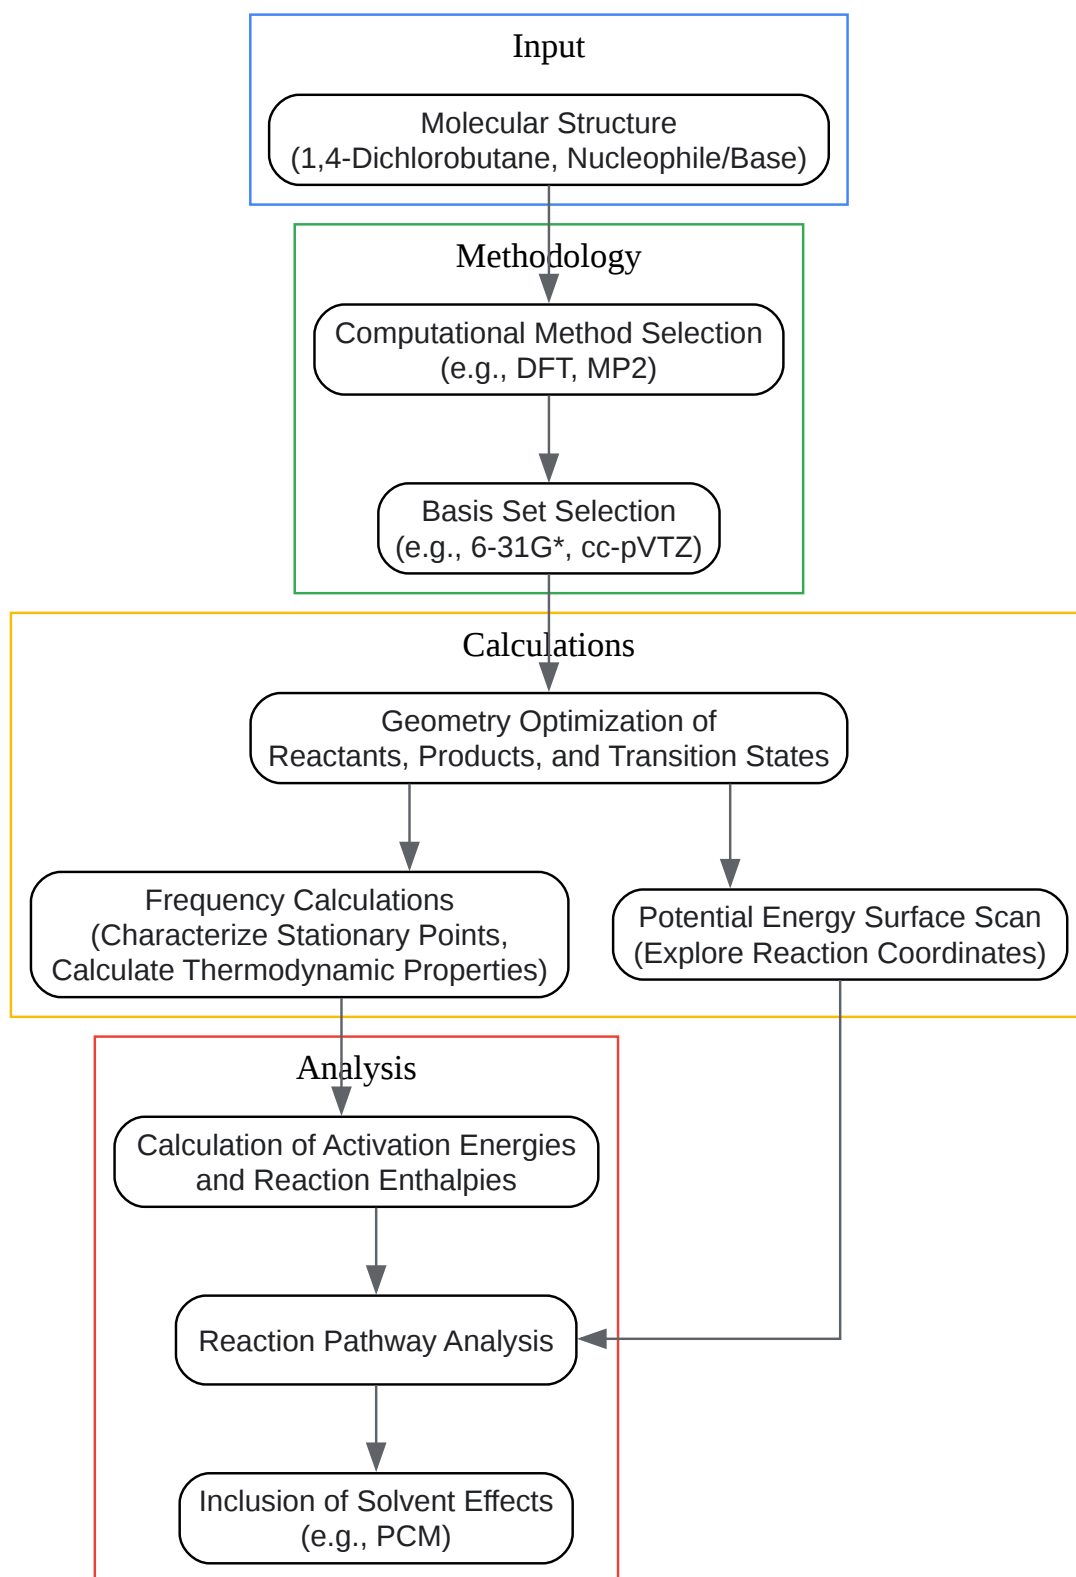 Input
Molecular Structure
(1,4-Dichlorobutane, Nucleophile/Base)
Methodology
Computational Method Selection
(e.g., DFT, MP2)
Basis Set Selection
(e.g., 6-31G*, cc-pVTZ)
Calculations
Geometry Optimization of
Reactants, Products, and Transition States
Frequency Calculations
(Characterize Stationary Points,
Calculate Thermodynamic Properties)
Potential Energy Surface Scan
(Explore Reaction Coordinates)
Analysis
Calculation of Activation Energies
and Reaction Enthalpies
Reaction Pathway Analysis
Inclusion of Solvent Effects
(e.g., PCM)